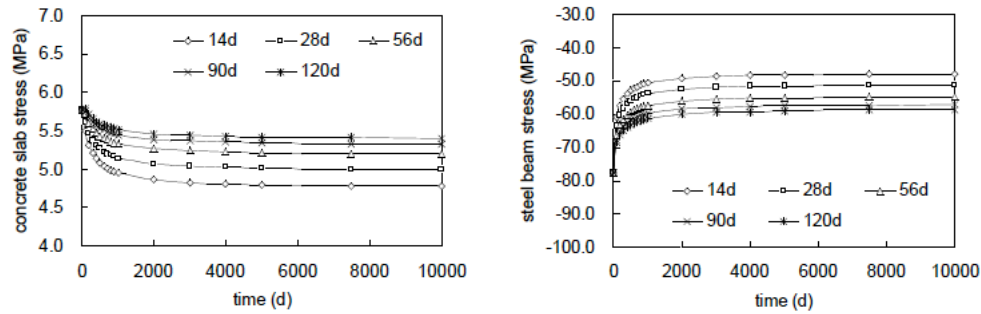 7.0
6.5
6.0
5.5
5.0
4.5
4.0
concrete slab stress (MPa)
14d 28d 56d
90d 120d
0 2000 4000 6000 8000 10000
time (d)
-30.0
-40.0
-50.0
-60.0
-70.0
-80.0
-90.0
-100.0
steel beam stress (MPa)
14d 28d 56d
90d 120d
0 2000 4000 6000 8000 10000
time (d)